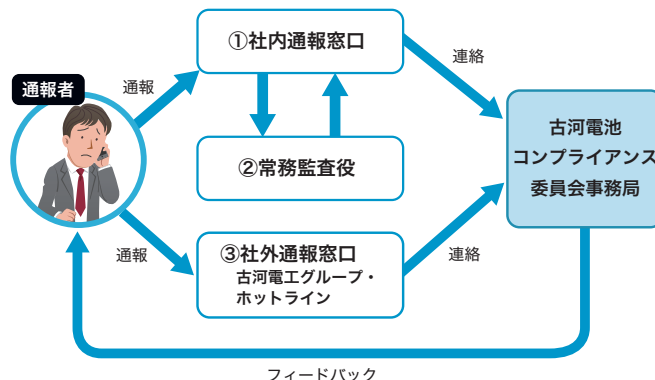 ①社内通報窓口
連絡
通報者
通報
古河電池
コンプライアンス
委員会事務局
②常務監査役
③社外通報窓口
古河電工グループ・
ホットライン
通報
連絡
フィードバック